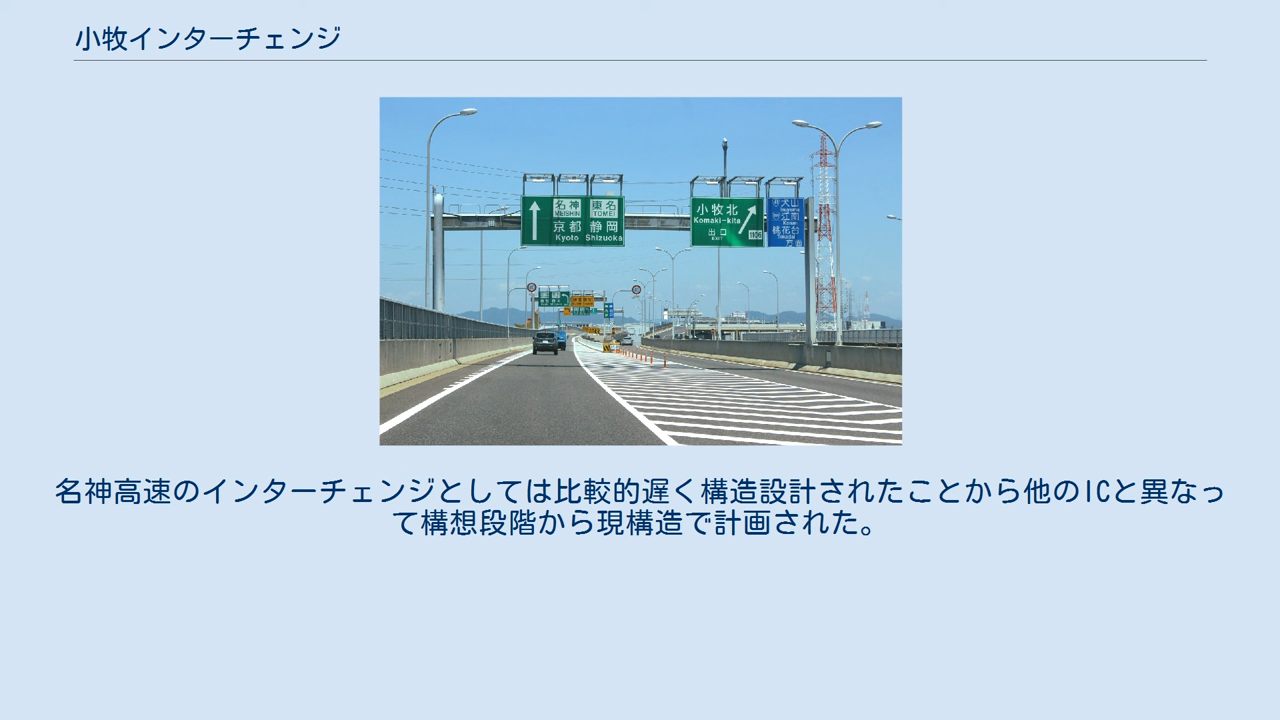 小牧インターチェンジ
名神 東名
MEISHIN TOMEI
京都 静岡
Kyoto Shizuoka
小牧北
Komaki-kita
出口
EXIT
犬山
江南
桃花台
方面
名神高速のインターチェンジとしては比較的遅く構造設計されたことから他のICと異なっ
て構想段階から現構造で計画された。